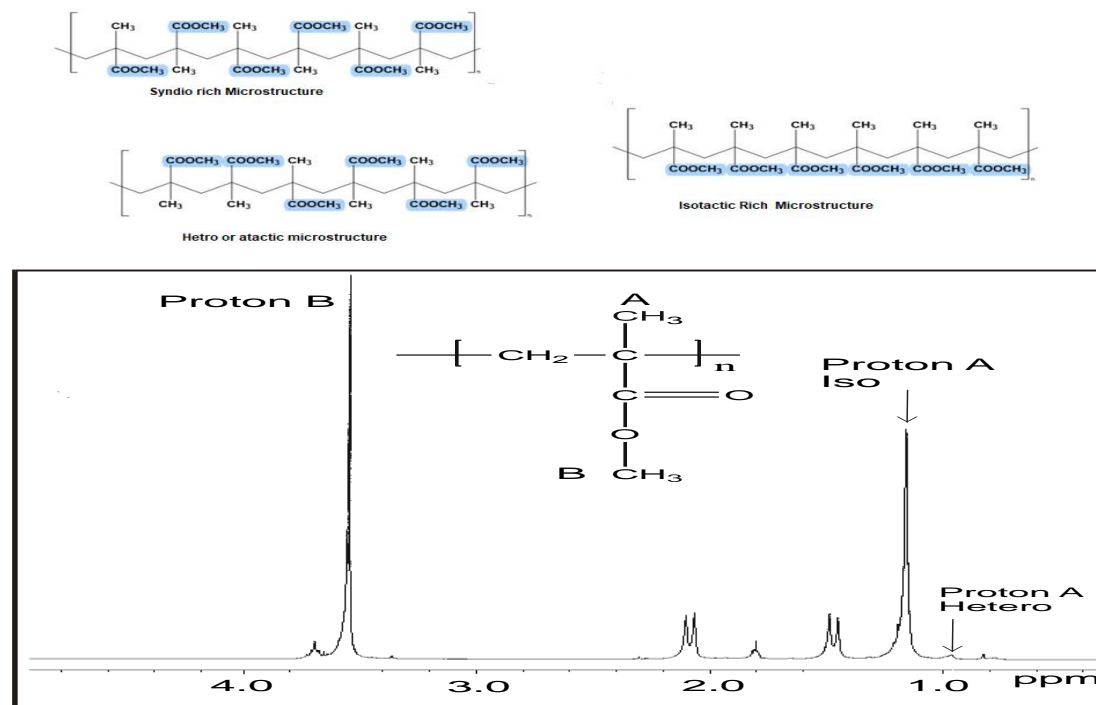 CH3 COOCH3 CH3 COOCH3 CH3 COOCH3
COOCH3 CH3 COOCH3 CH3 COOCH3 CH3
Syndio rich Microstructure
COOCH3 COOCH3 CH3 COOCH3 CH3 COOCH3
CH3 CH3 COOCH3 CH3 COOCH3 CH3
Hetro or atactic microstructure
CH3 CH3 CH3 CH3 CH3 CH3
COOCH3 COOCH3 COOCH3 COOCH3 COOCH3 COOCH3
Isotactic Rich Microstructure
Proton B
A
CH3
CH2 C n
C O
O
B CH3
Proton A
Iso
Proton A
Hetero
4.0 3.0 2.0 1.0 ppm